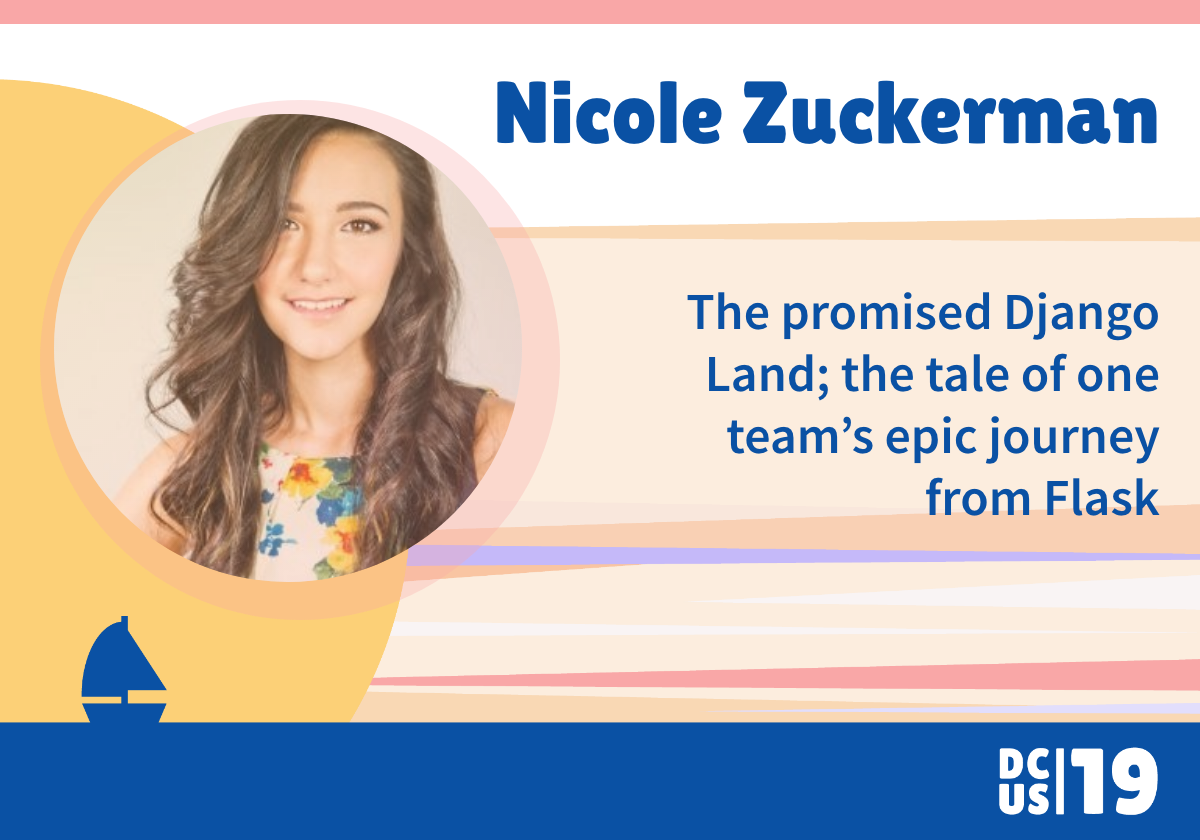 Nicole Zuckerman
The promised Django
Land; the tale of one
team’s epic journey
from Flask
DC
US
19